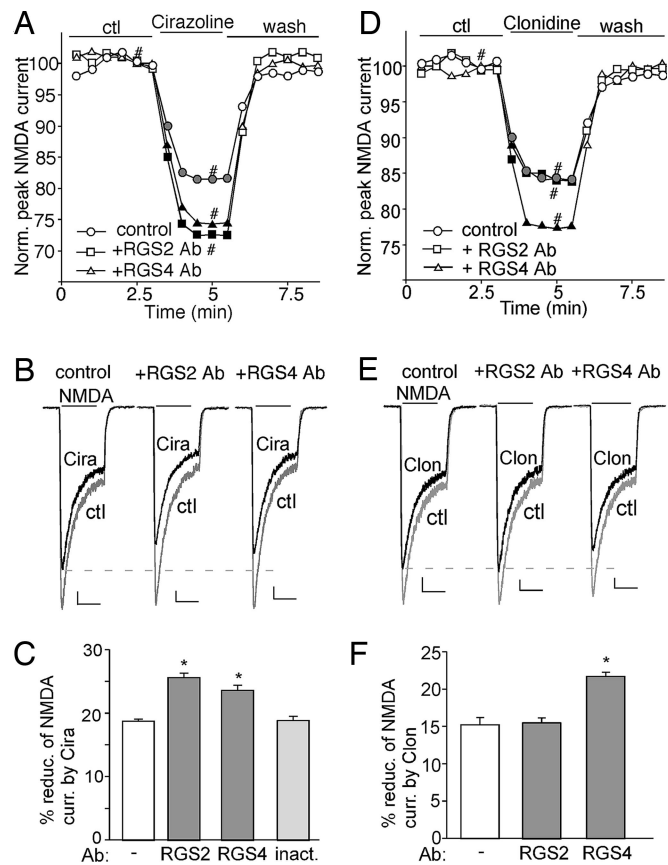 A
ctl
Cirazoline
wash
Norm. peak NMDA current
100
95
90
85
80
75
70
#
#
#
#
control
+RGS2 Ab
+RGS4 Ab
0.0
2.5
5.0
7.5
Time (min)
D
ctl
Clonidine
wash
Norm. peak NMDA current
100
95
90
85
80
75
#
#
#
#
control
+ RGS2 Ab
+ RGS4 Ab
0.0
2.5
5.0
7.5
Time (min)
B
control
+RGS2 Ab
+RGS4 Ab
NMDA
Cira
Cira
Cira
ctl
ctl
ctl
E
control
+RGS2 Ab
+RGS4 Ab
NMDA
Clon
Clon
Clon
ctl
ctl
ctl
C
% reduc. of NMDA
curr. by Cira
30
20
10
0
*
*
Ab:
-
RGS2
RGS4
inact.
F
% reduc. of NMDA
curr. by Clon
25
20
15
10
5
0
*
Ab:
-
RGS2
RGS4